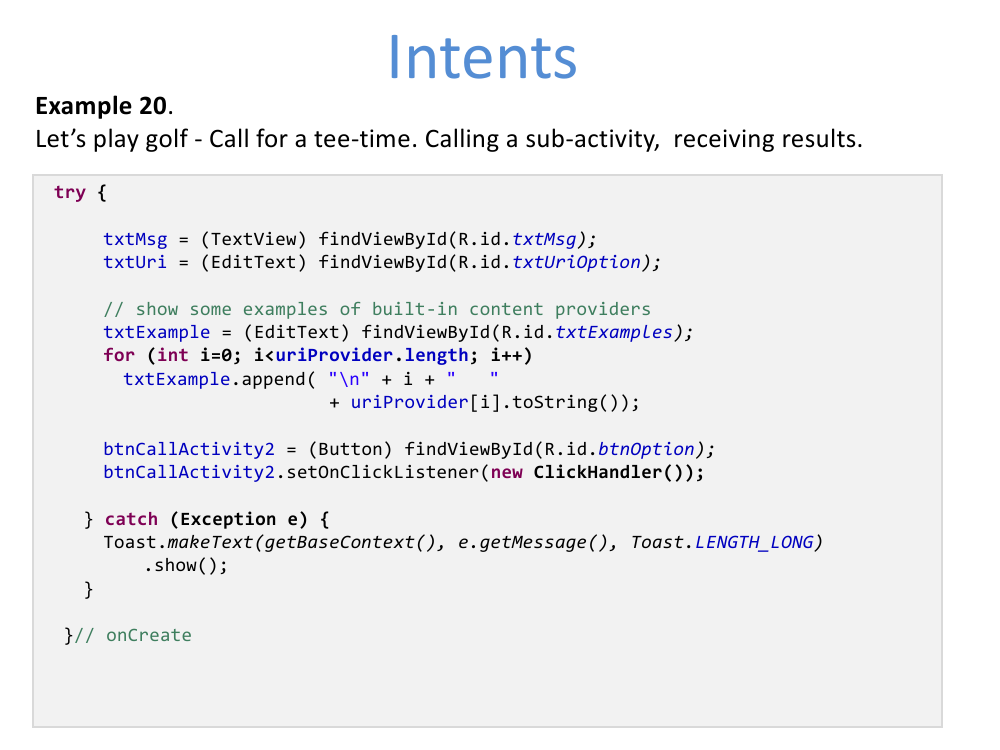 Intents
Example 20.
Let’s play golf - Call for a tee-time. Calling a sub-activity,  receiving results.
try {
txtMsg = (TextView) findViewById(R.id.txtMsg);
txtUri = (EditText) findViewById(R.id.txtUriOption);
// show some examples of built-in content providers
txtExample = (EditText) findViewById(R.id.txtExamples);
for (int i=0; i<uriProvider.length; i++)
txtExample.append( "\n" + i + "   "
+ uriProvider[i].toString());
btnCallActivity2 = (Button) findViewById(R.id.btnOption);
btnCallActivity2.setOnClickListener(new ClickHandler());
} catch (Exception e) {
Toast.makeText(getBaseContext(), e.getMessage(), Toast.LENGTH_LONG)
.show();
}
}// onCreate